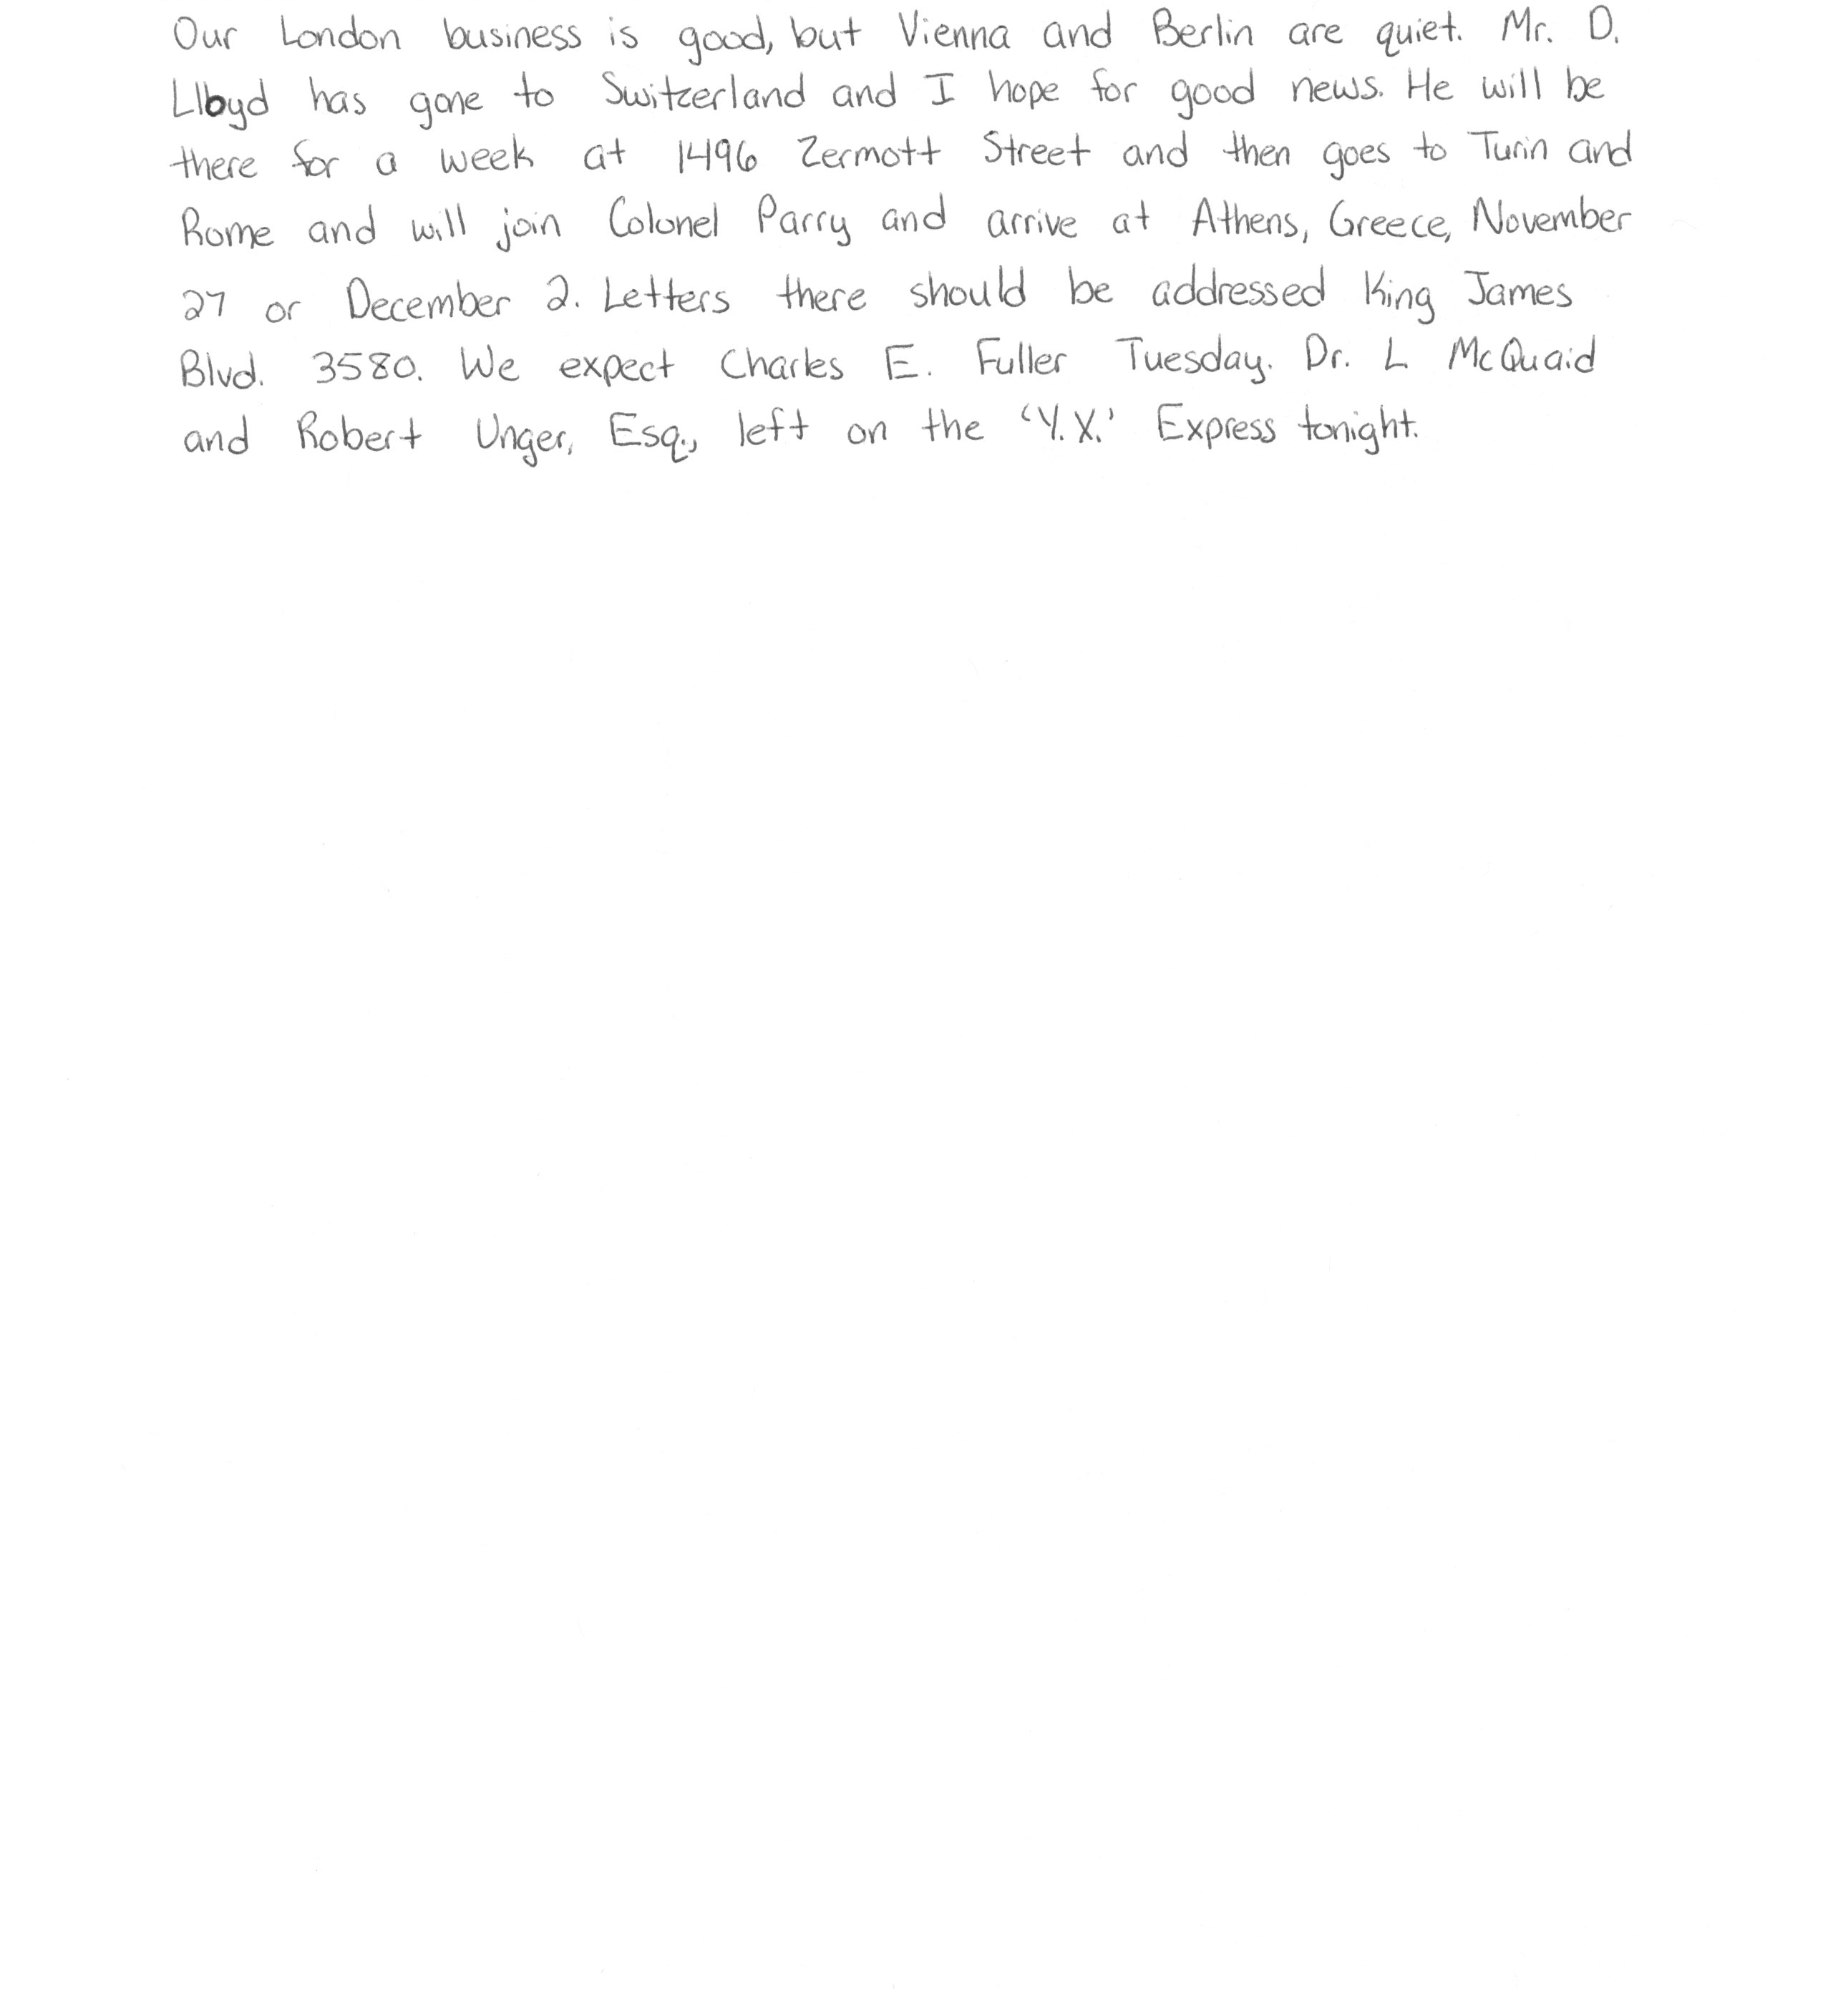 Our London business is good, but Vienna and Berlin are quiet. Mr. D.
Lloyd has gone to Switzerland and I hope for good news. He will be
there for a week at 1496 Zermott Street and then goes to Turin and
Rome and will join Colonel Parry and arrive at Athens, Greece, November
27 or December 2. Letters there should be addressed King James
Blvd. 3580. We expect Charles E. Fuller Tuesday. Dr. L McQuaid
and Robert Unger, Esq., left on the 'Y.X.' Express tonight.